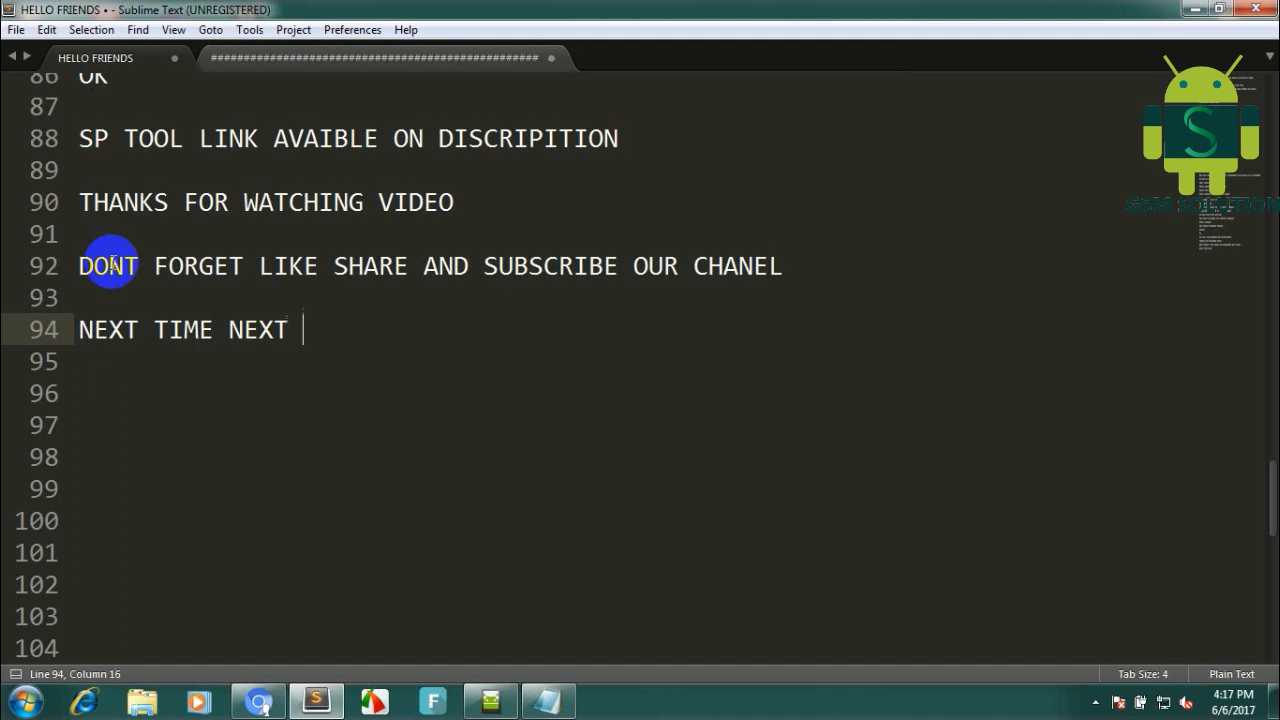 HELLO FRIENDS • - Sublime Text (UNREGISTERED)
File Edit Selection Find View Goto Tools Project Preferences Help
HELLO FRIENDS
##################################################
86 OK
87
88 SP TOOL LINK AVAIBLE ON DISCRIPITION
89
90 THANKS FOR WATCHING VIDEO
91
92 DONT FORGET LIKE SHARE AND SUBSCRIBE OUR CHANEL
93
94 NEXT TIME NEXT
95
96
97
98
99
100
101
102
103
104
S
GSM SOLUTION
Line 94, Column 16 Tab Size: 4 Plain Text
S F
4:17 PM
6/6/2017